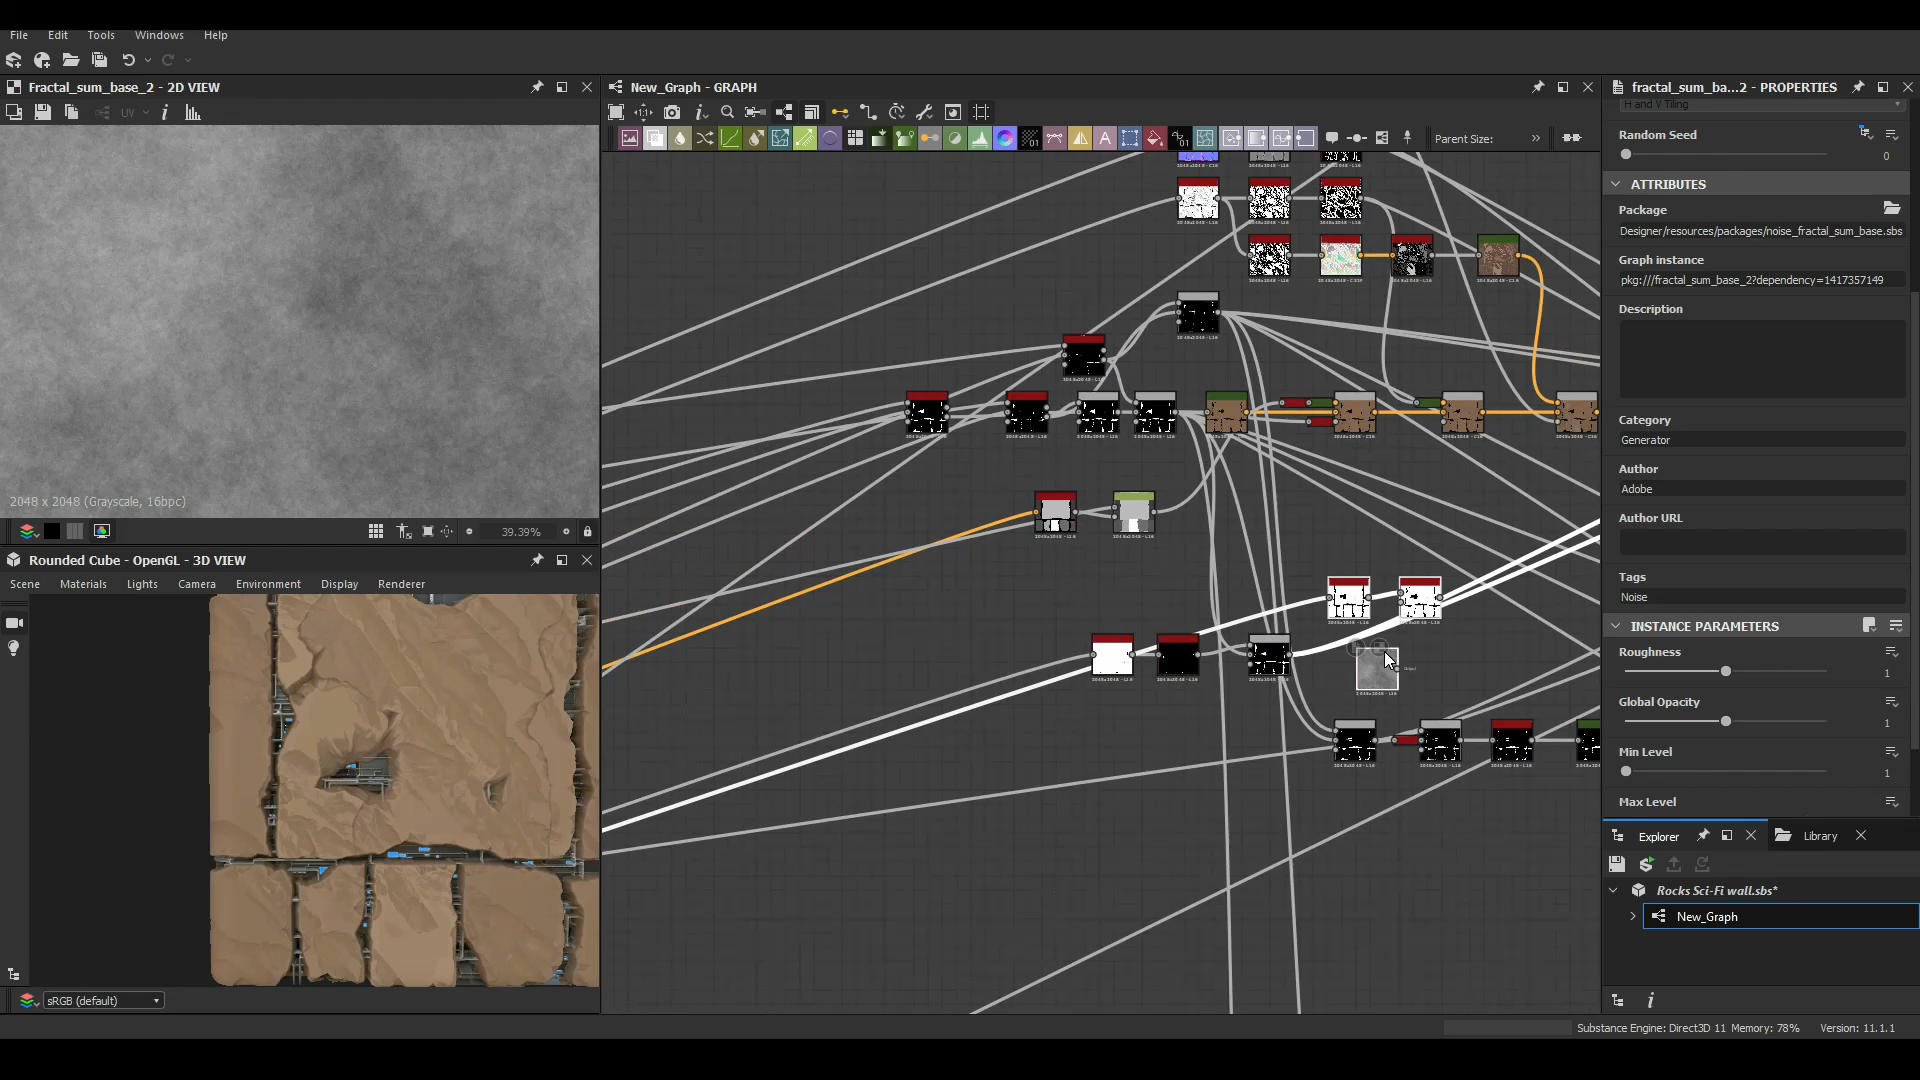 File Edit Tools Windows Help
Fractal_sum_base_2 - 2D VIEW
UV
2048 x 2048 (Grayscale, 16bpc)
39.39%
Rounded Cube - OpenGL - 3D VIEW
Scene Materials Lights Camera Environment Display Renderer
sRGB (default)
New_Graph - GRAPH
Parent Size:
fractal_sum_ba...2 - PROPERTIES
H and V Tiling
Random Seed
0
ATTRIBUTES
Package
Designer/resources/packages/noise_fractal_sum_base.sbs
Graph instance
pkg:///fractal_sum_base_2?dependency=1417357149
Description
Category
Generator
Author
Adobe
Author URL
Tags
Noise
INSTANCE PARAMETERS
Roughness
1
Global Opacity
1
Min Level
1
Max Level
Explorer
Library
Rocks Sci-Fi wall.sbs*
New_Graph
Substance Engine: Direct3D 11 Memory: 78% Version: 11.1.1